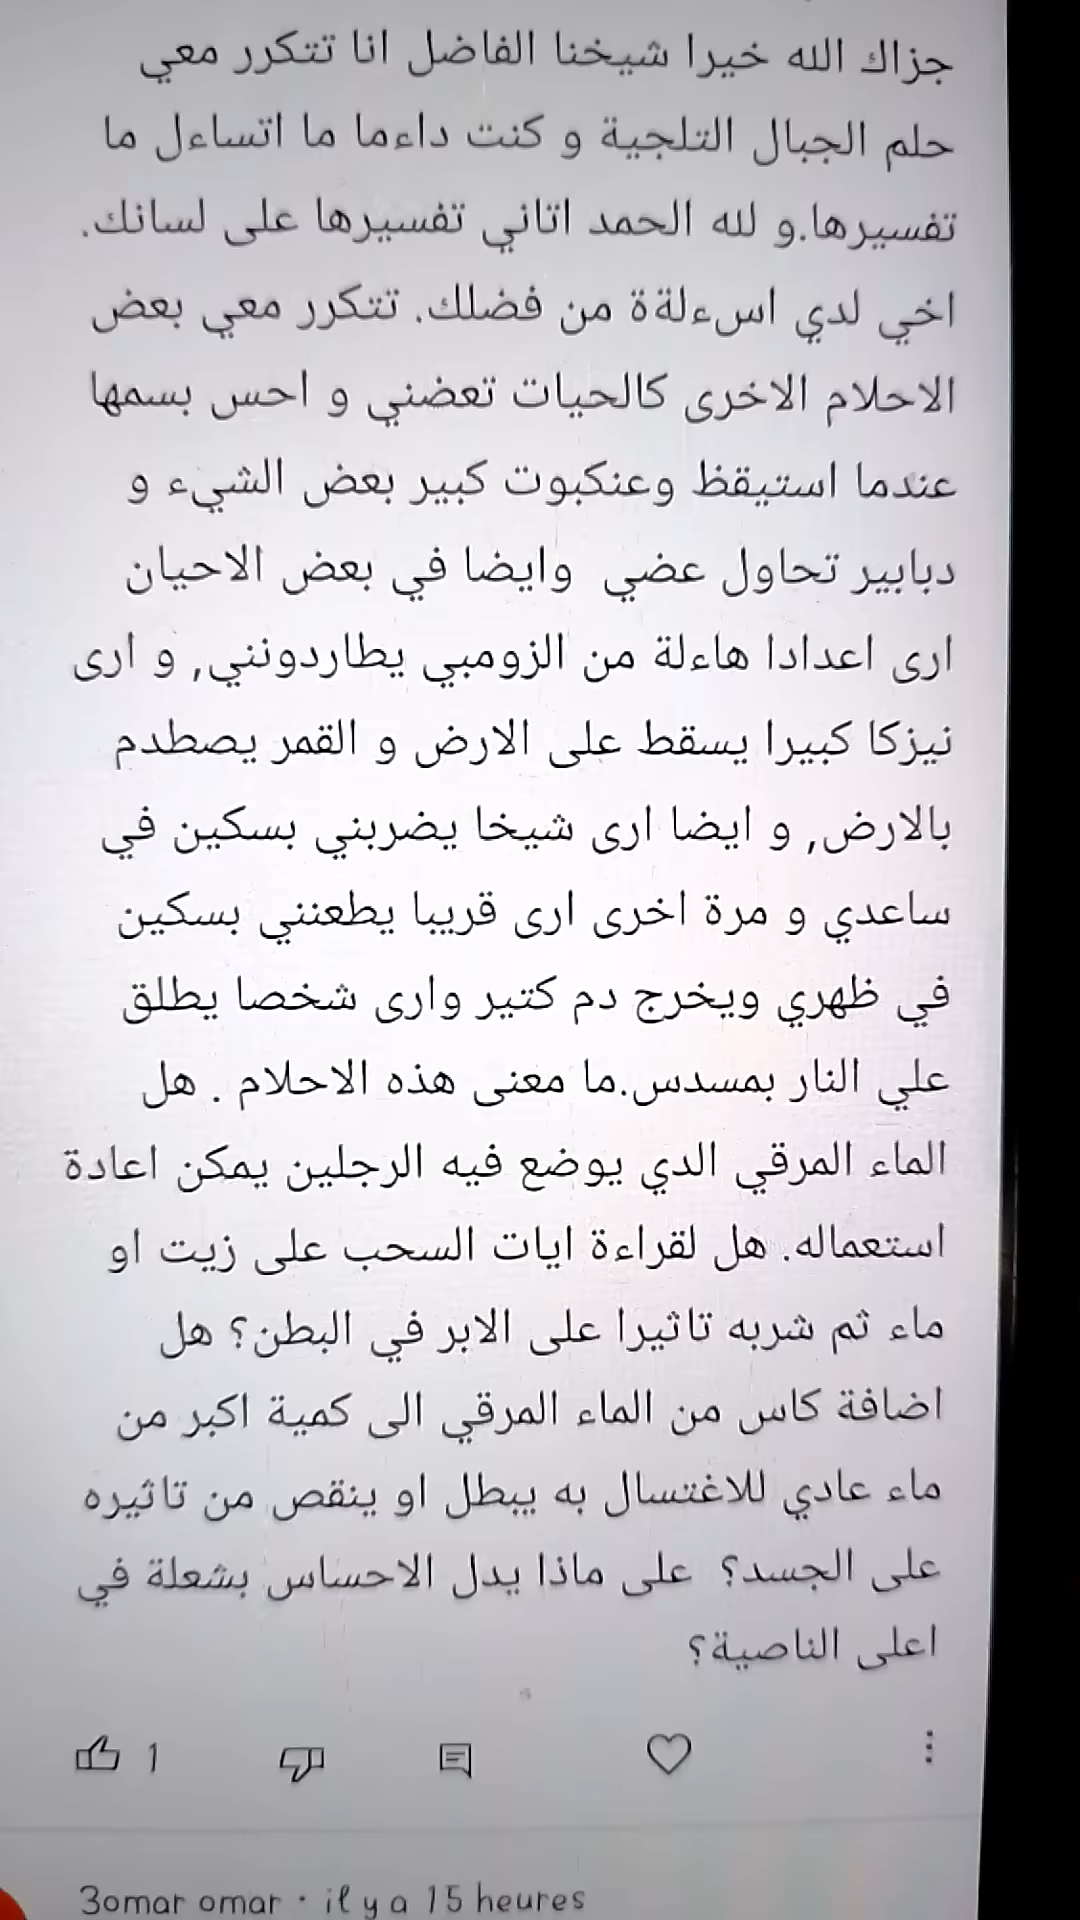 جزاك الله خيرا شيخنا الفاضل انا تتكرر معي
حلم الجبال التلجية و كنت داءما ما اتساءل ما
تفسيرها.و لله الحمد اتاني تفسيرها على لسانك.
اخي لدي اسءلةة من فضلك. تتكرر معي بعض
الاحلام الاخرى كالحيات تعضني و احس بسمها
عندما استيقظ وعنكبوت كبير بعض الشيء و
دبابير تحاول عضي وايضا في بعض الاحيان
ارى اعدادا هاءلة من الزومبي يطاردونني, و ارى
نيزكا كبيرا يسقط على الارض و القمر يصطدم
بالارض, و ايضا ارى شيخا يضربني بسكين في
ساعدي و مرة اخرى ارى قريبا يطعنني بسكين
في ظهري ويخرج دم كتير وارى شخصا يطلق
علي النار بمسدس.ما معنى هذه الاحلام . هل
الماء المرقي الدي يوضع فيه الرجلين يمكن اعادة
استعماله. هل لقراءة ايات السحب على زيت او
ماء ثم شربه تاثيرا على الابر في البطن؟ هل
اضافة كاس من الماء المرقي الى كمية اكبر من
ماء عادي للاغتسال به يبطل او ينقص من تاثيره
على الجسد؟ على ماذا يدل الاحساس بشعلة في
اعلى الناصية؟
1
3omar omar · il y a 15 heures